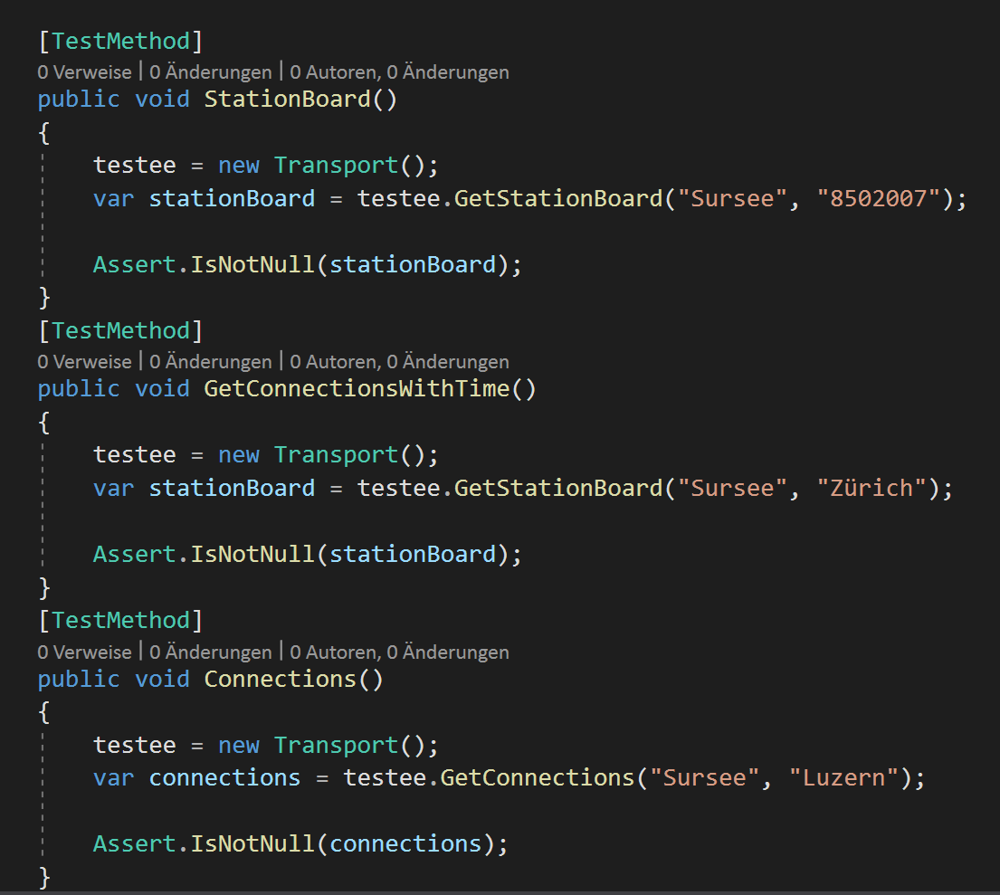 [TestMethod]
0 Verweise | 0 Änderungen | 0 Autoren, 0 Änderungen
public void StationBoard()
{
    testee = new Transport();
    var stationBoard = testee.GetStationBoard("Sursee", "8502007");

    Assert.IsNotNull(stationBoard);
}
[TestMethod]
0 Verweise | 0 Änderungen | 0 Autoren, 0 Änderungen
public void GetConnectionsWithTime()
{
    testee = new Transport();
    var stationBoard = testee.GetStationBoard("Sursee", "Zürich");

    Assert.IsNotNull(stationBoard);
}
[TestMethod]
0 Verweise | 0 Änderungen | 0 Autoren, 0 Änderungen
public void Connections()
{
    testee = new Transport();
    var connections = testee.GetConnections("Sursee", "Luzern");

    Assert.IsNotNull(connections);
}